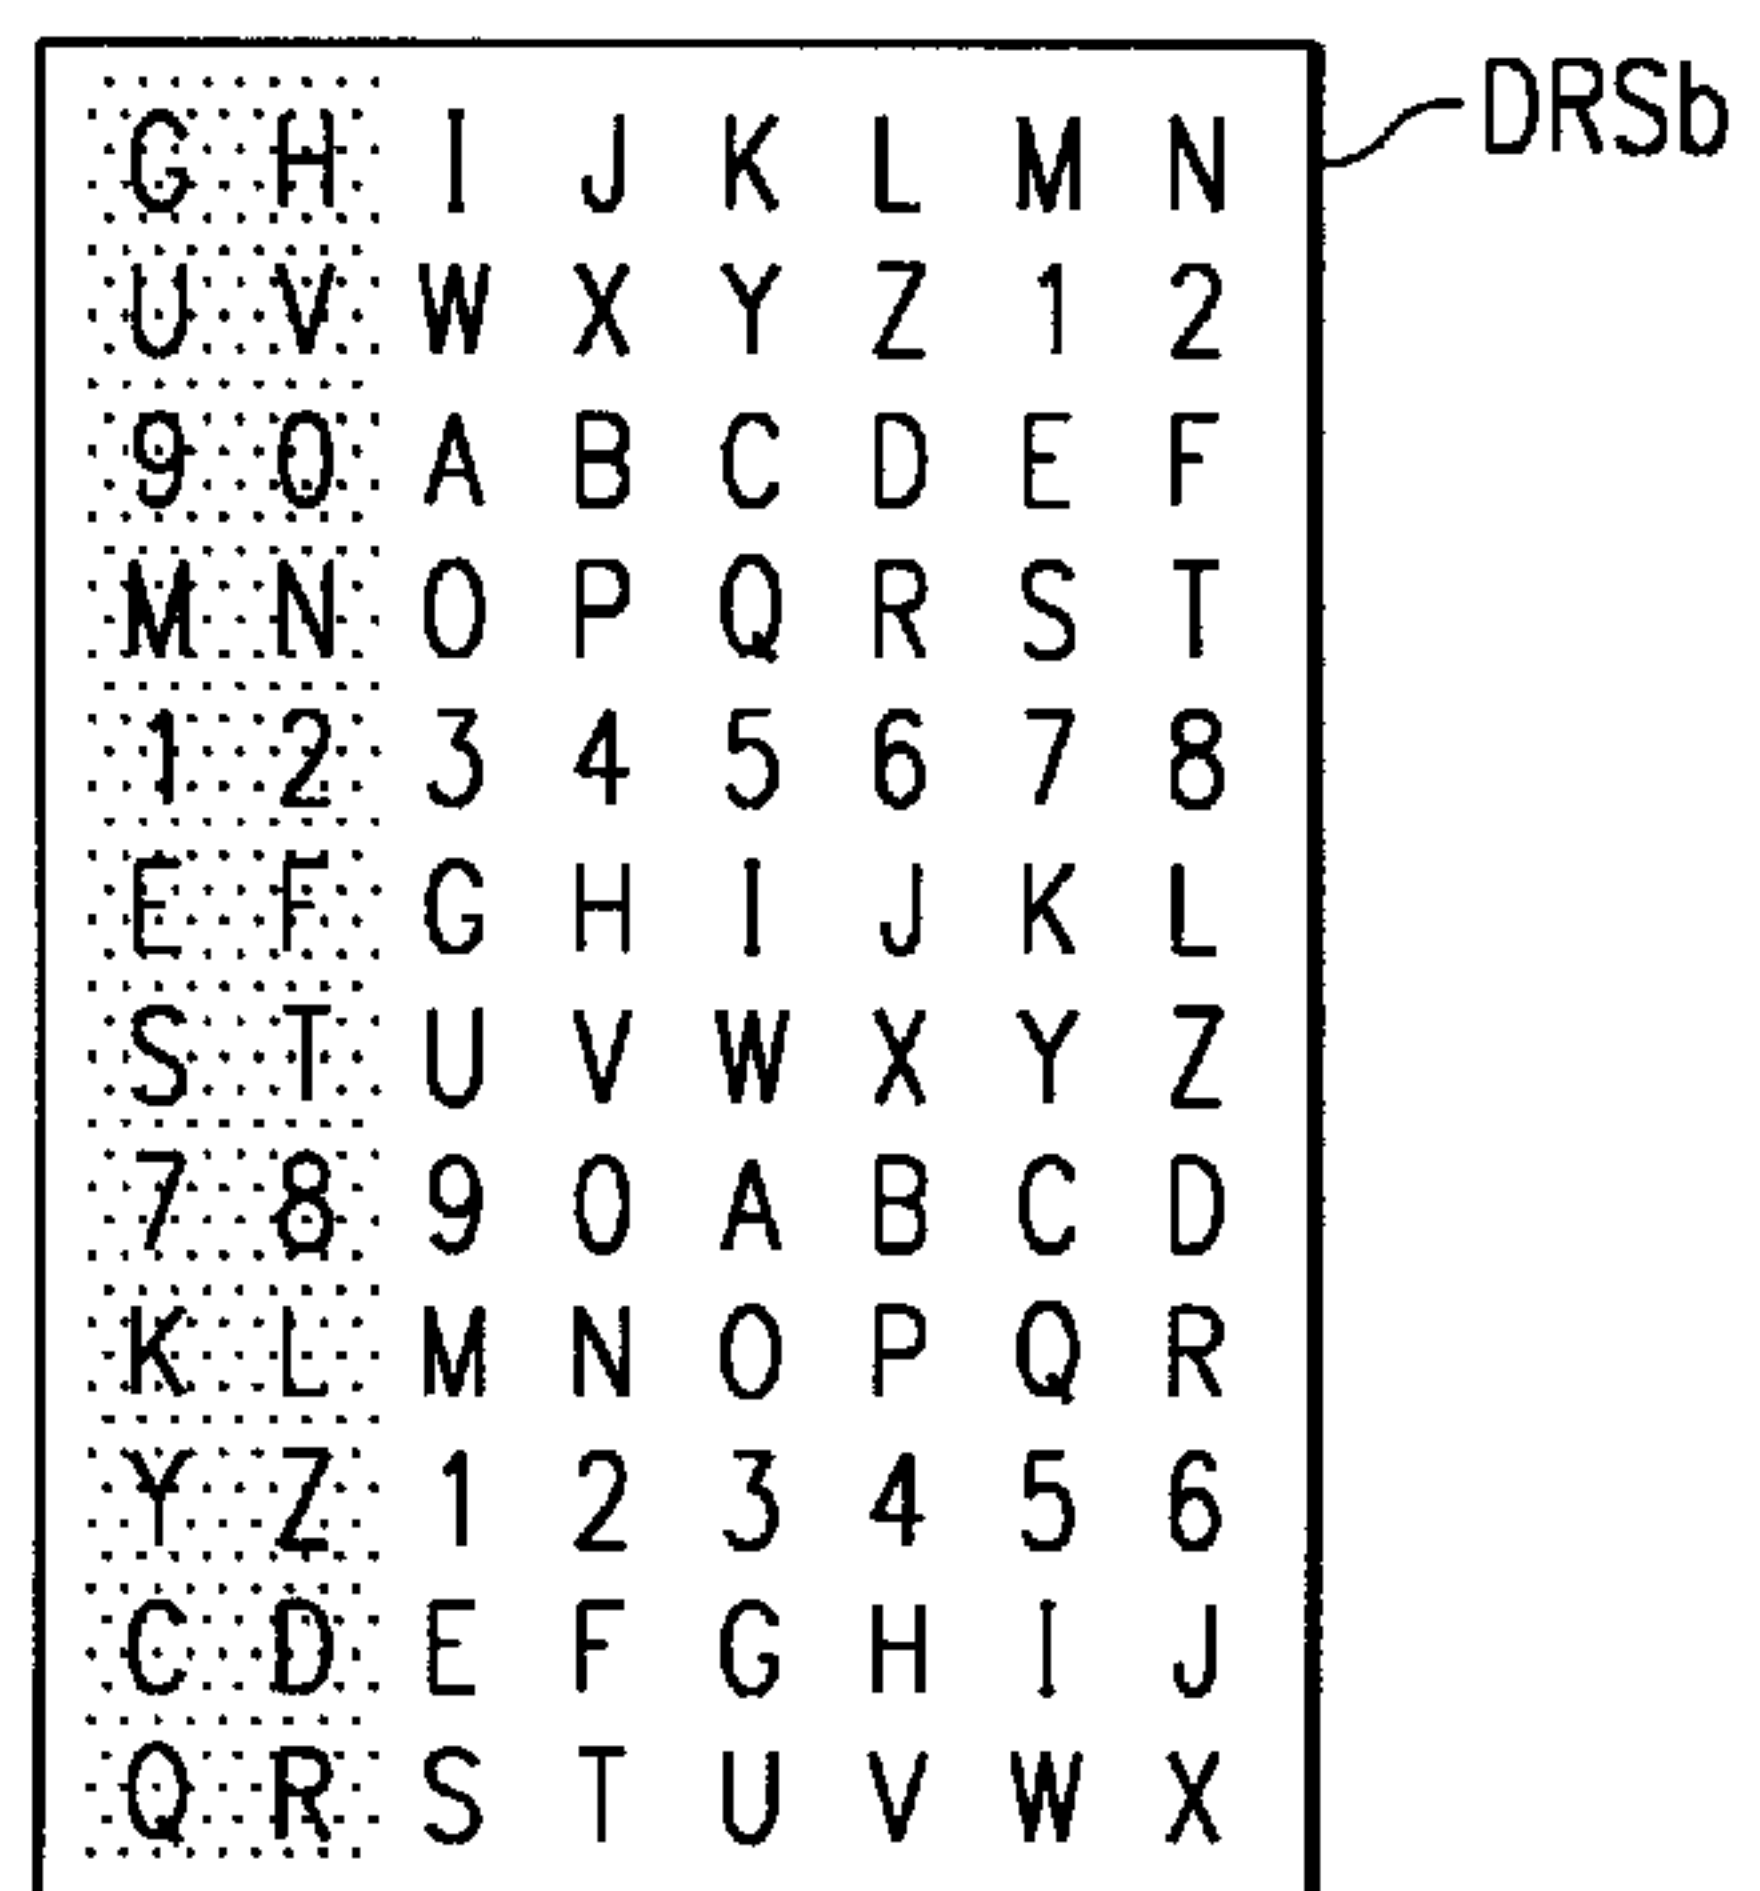 DRSb
G H I J K L M N
U V W X Y Z 1 2
9 0 A B C D E F
M N O P Q R S T
1 2 3 4 5 6 7 8
E F G H I J K L
S T U V W X Y Z
7 8 9 0 A B C D
K L M N O P Q R
Y Z 1 2 3 4 5 6
C D E F G H I J
Q R S T U V W X